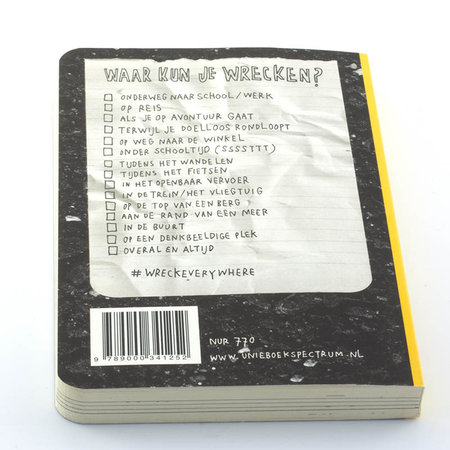 WAAR KUN JE WRECKEN?
ONDERWEG NAAR SCHOOL/WERK
OP REIS
ALS JE OP AVONTUUR GAAT
TERWIJL JE DOELLOOS RONDLOOPT
OP WEG NAAR DE WINKEL
ONDER SCHOOLTIJD (SSSSTTT)
TIJDENS HET WANDELEN
TIJDENS HET FIETSEN
IN HET OPENBAAR VERVOER
IN DE TREIN/HET VLIEGTUIG
OP DE TOP VAN EEN BERG
AAN DE RAND VAN EEN MEER
IN DE BUURT
OP EEN DENKBEELDIGE PLEK
OVERAL EN ALTIJD
#WRECKEVERYWHERE
NUR 770
WWW.UNIEBOEKSPECTRUM.NL
9 789000 341252